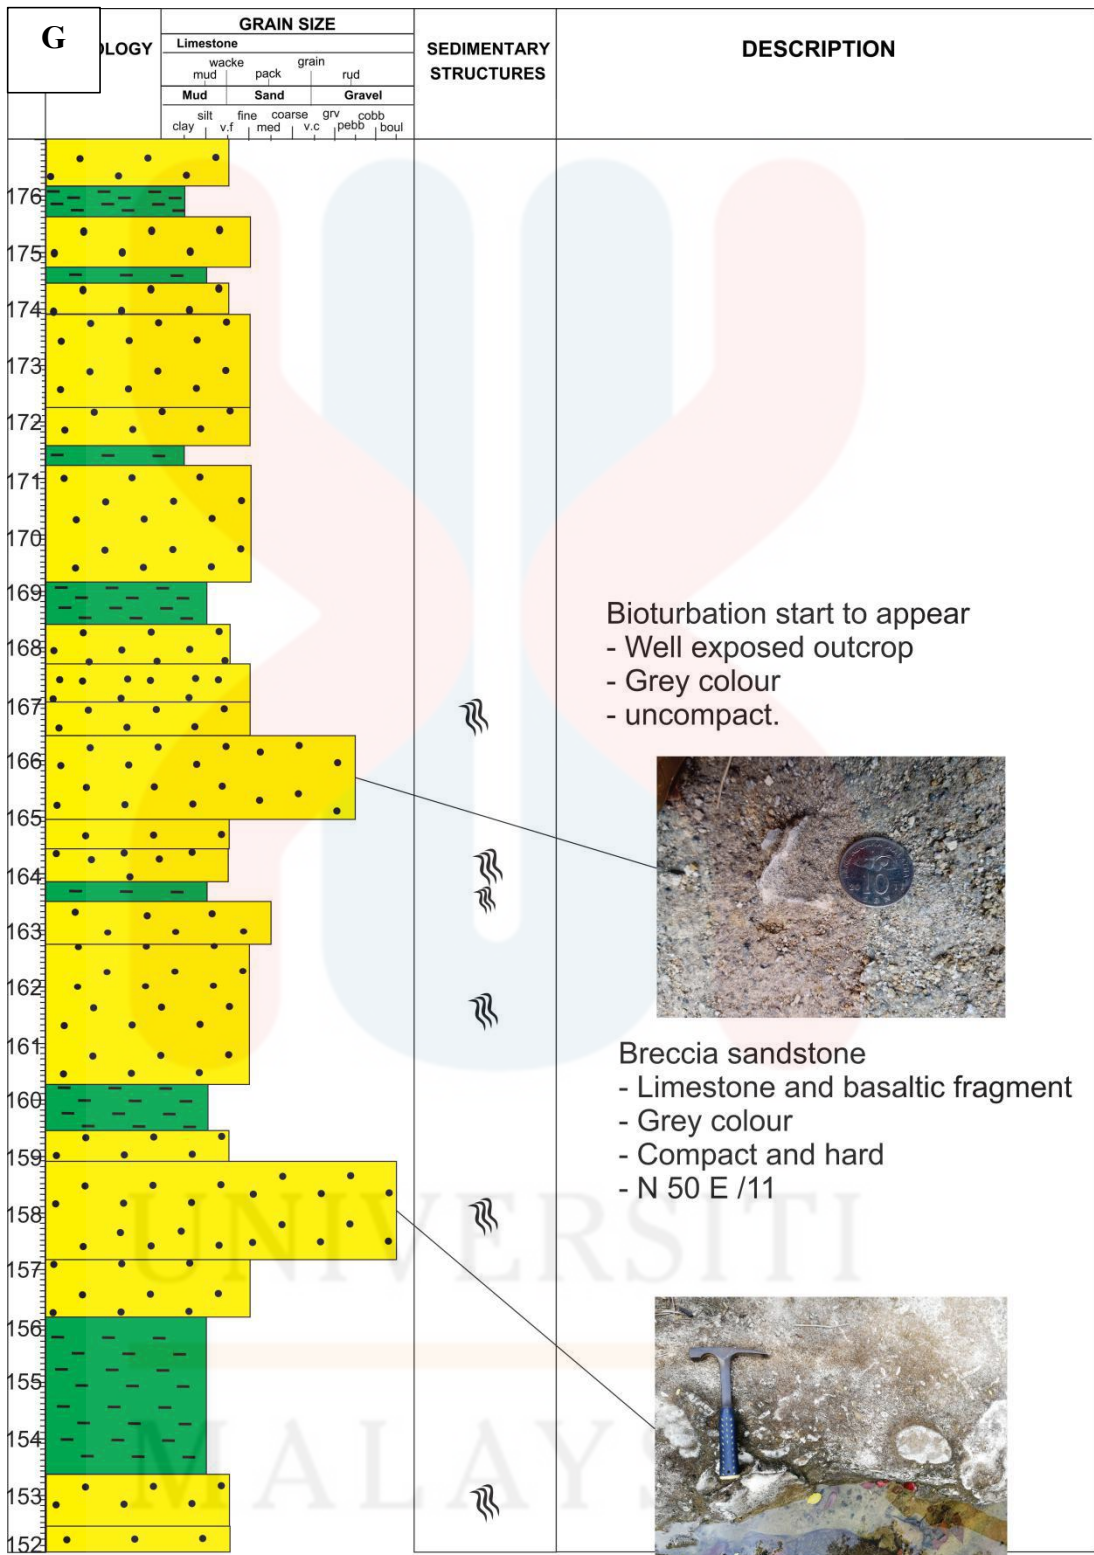 G
OLOGY
GRAIN SIZE
Limestone
wacke grain
mud pack rud
Mud Sand Gravel
silt fine coarse grv cobb
clay v.f med v.c pebb boul
SEDIMENTARY
STRUCTURES
DESCRIPTION
176
175
174
173
172
171
170
169
168
167
166
165
164
163
162
161
160
159
158
157
156
155
154
153
152
Bioturbation start to appear
- Well exposed outcrop
- Grey colour
- uncompact.
10
Breccia sandstone
- Limestone and basaltic fragment
- Grey colour
- Compact and hard
- N 50 E /11
UNIVERSITI
MALAYS